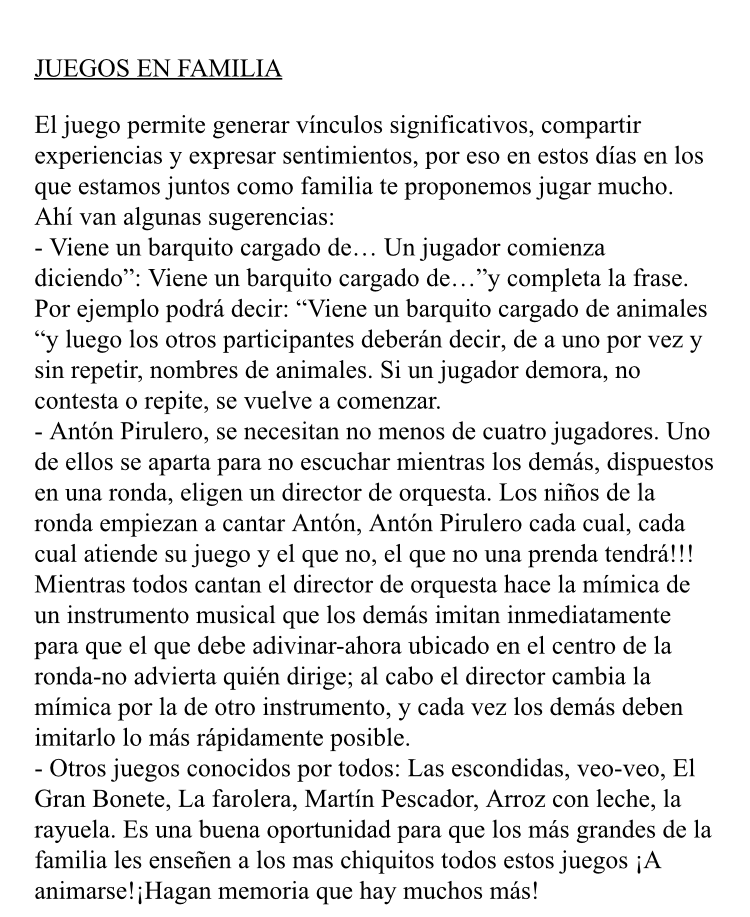 JUEGOS EN FAMILIA
El juego permite generar vínculos significativos, compartir
experiencias y expresar sentimientos, por eso en estos días en los
que estamos juntos como familia te proponemos jugar mucho.
Ahí van algunas sugerencias:
- Viene un barquito cargado de… Un jugador comienza
diciendo”: Viene un barquito cargado de…”y completa la frase.
Por ejemplo podrá decir: “Viene un barquito cargado de animales
“y luego los otros participantes deberán decir, de a uno por vez y
sin repetir, nombres de animales. Si un jugador demora, no
contesta o repite, se vuelve a comenzar.
- Antón Pirulero, se necesitan no menos de cuatro jugadores. Uno
de ellos se aparta para no escuchar mientras los demás, dispuestos
en una ronda, eligen un director de orquesta. Los niños de la
ronda empiezan a cantar Antón, Antón Pirulero cada cual, cada
cual atiende su juego y el que no, el que no una prenda tendrá!!!
Mientras todos cantan el director de orquesta hace la mímica de
un instrumento musical que los demás imitan inmediatamente
para que el que debe adivinar-ahora ubicado en el centro de la
ronda-no advierta quién dirige; al cabo el director cambia la
mímica por la de otro instrumento, y cada vez los demás deben
imitarlo lo más rápidamente posible.
- Otros juegos conocidos por todos: Las escondidas, veo-veo, El
Gran Bonete, La farolera, Martín Pescador, Arroz con leche, la
rayuela. Es una buena oportunidad para que los más grandes de la
familia les enseñen a los mas chiquitos todos estos juegos ¡A
animarse!¡Hagan memoria que hay muchos más!